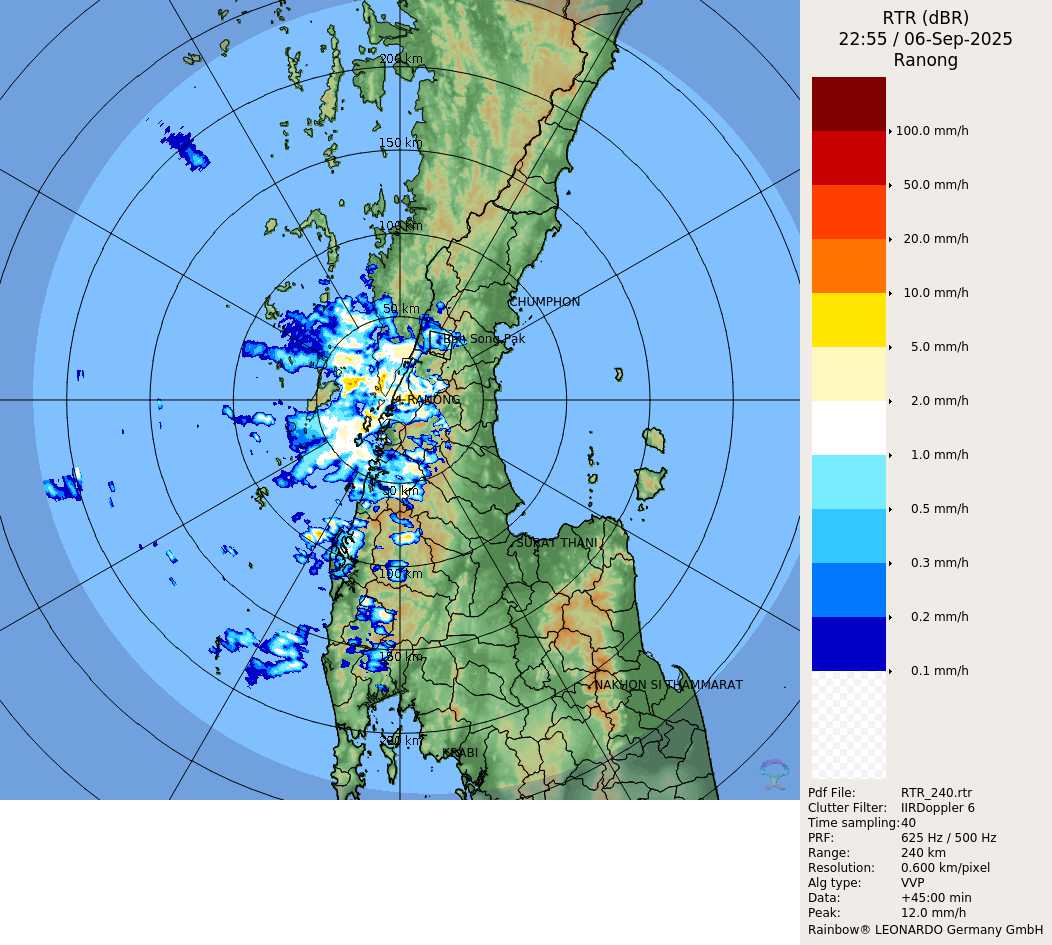 RTR (dBR)
22:55 / 06-Sep-2025
Ranong
200 km
150 km
100 km
50 km
CHUMPHON
Ban Song Pak
RANONG
50 km
SURAT THANI
100 km
150 km
NAKHON SI THAMMARAT
200 km
KRABI
100.0 mm/h
50.0 mm/h
20.0 mm/h
10.0 mm/h
5.0 mm/h
2.0 mm/h
1.0 mm/h
0.5 mm/h
0.3 mm/h
0.2 mm/h
0.1 mm/h
Pdf File: RTR_240.rtr
Clutter Filter: IIRDoppler 6
Time sampling:40
PRF: 625 Hz / 500 Hz
Range: 240 km
Resolution: 0.600 km/pixel
Alg type: VVP
Data: +45:00 min
Peak: 12.0 mm/h
Rainbow® LEONARDO Germany GmbH